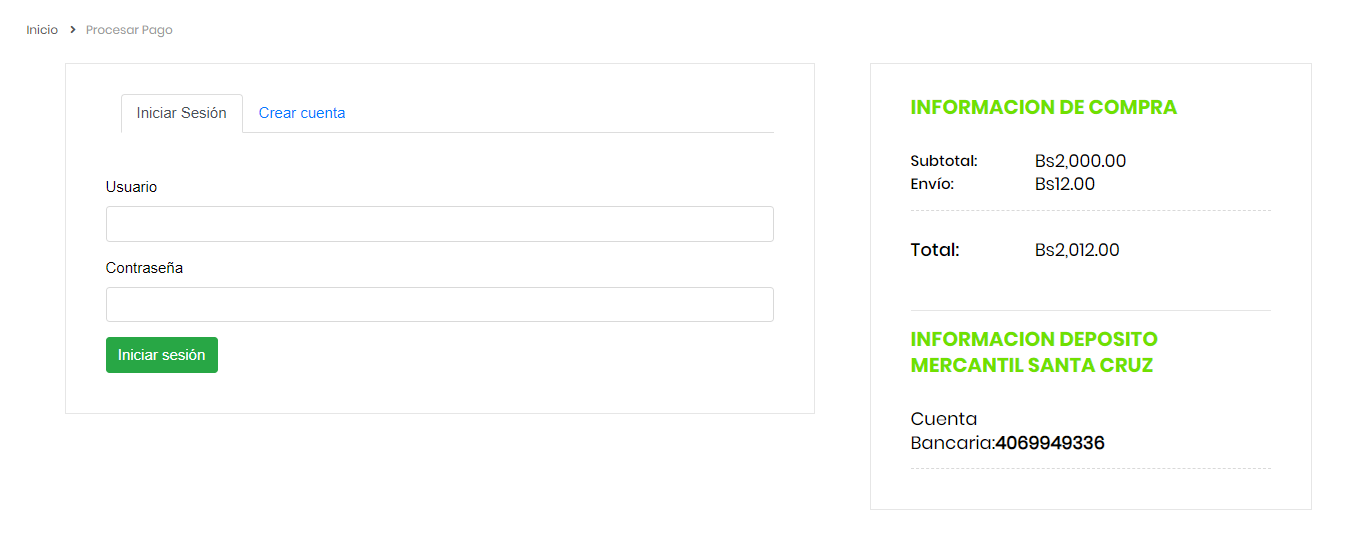 Inicio > Procesar Pago
Iniciar Sesión Crear cuenta
Usuario
Contraseña
Iniciar sesión
INFORMACION DE COMPRA
Subtotal: Bs2,000.00
Envío: Bs12.00
Total: Bs2,012.00
INFORMACION DEPOSITO
MERCANTIL SANTA CRUZ
Cuenta
Bancaria:4069949336